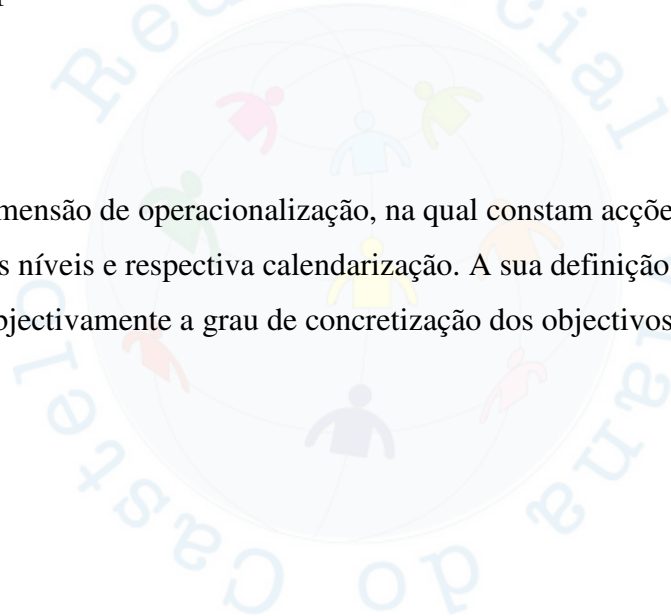 mensão de operacionalização, na qual constam acçõe
s níveis e respectiva calendarização. A sua definição
bjectivamente a grau de concretização dos objectivos